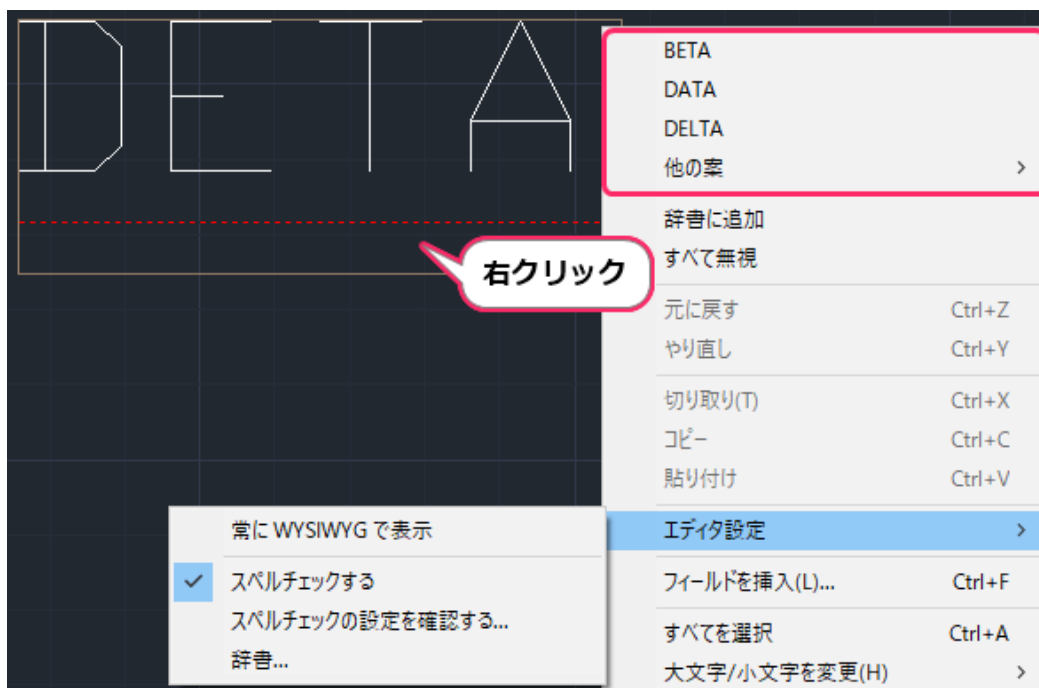 DETA
BETA
DATA
DELTA
他の案
辞書に追加
すべて無視
右クリック
元に戻す Ctrl+Z
やり直し Ctrl+Y
切り取り(T) Ctrl+X
コピー Ctrl+C
貼り付け Ctrl+V
エディタ設定
フィールドを挿入(L)... Ctrl+F
すべてを選択 Ctrl+A
大文字/小文字を変更(H)
常に WYSIWYG で表示
スペルチェックする
スペルチェックの設定を確認する...
辞書...